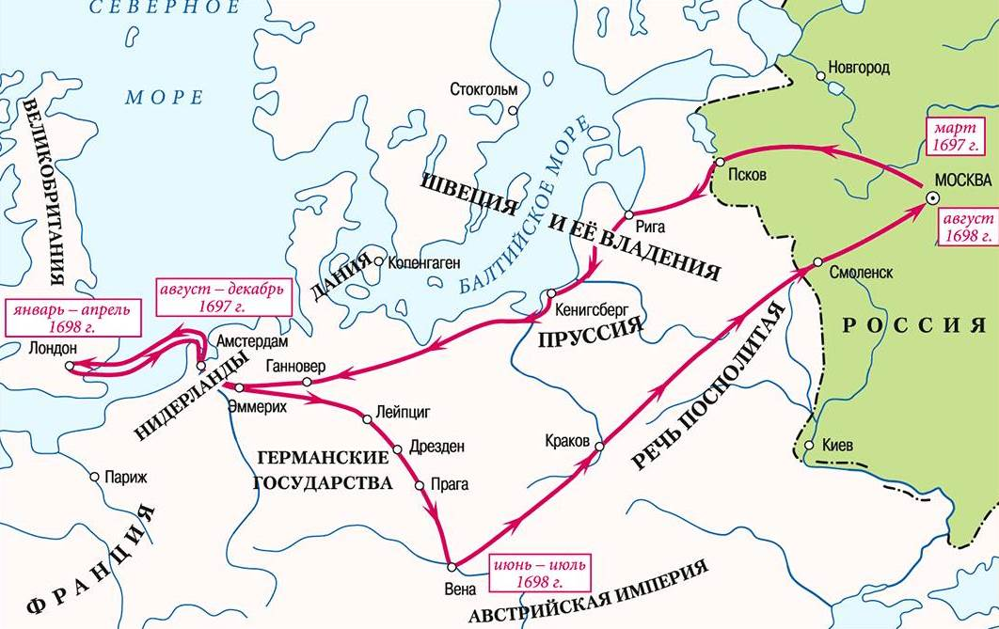 СЕВЕРНОЕ
МОРЕ
ВЕЛИКОБРИТАНИЯ
Стокгольм
Новгород
март
1697 г.
МОСКВА
август
1698 г.
Псков
Рига
ШВЕЦИЯ И ЕЁ ВЛАДЕНИЯ
БАЛТИЙСКОЕ МОРЕ
ДАНИЯ
Копенгаген
Смоленск
Кенигсберг
ПРУССИЯ
РОССИЯ
январь – апрель
1698 г.
август – декабрь
1697 г.
Лондон
Амстердам
НИДЕРЛАНДЫ
Ганновер
Эммерих
Лейпциг
Дрезден
Прага
ГЕРМАНСКИЕ
ГОСУДАРСТВА
Краков
РЕЧЬ ПОСПОЛИТАЯ
Киев
Париж
ФРАНЦИЯ
Вена
июнь – июль
1698 г.
АВСТРИЙСКАЯ ИМПЕРИЯ